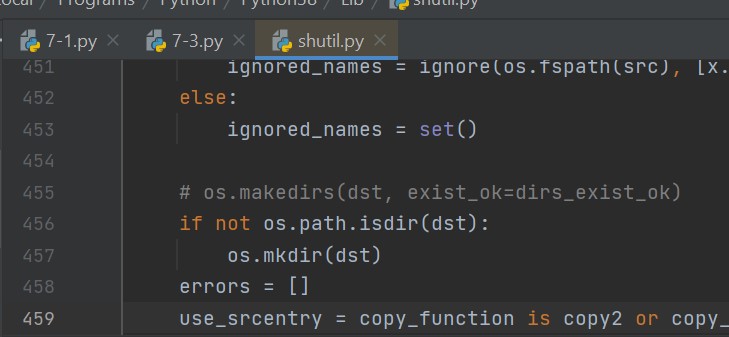 Programs / Python / Python38 / Lib / shutil.py
7-1.py × 7-3.py × shutil.py ×
451 ignored_names = ignore(os.fspath(src), [x.
452 else:
453 ignored_names = set()
454
455 # os.makedirs(dst, exist_ok=dirs_exist_ok)
456 if not os.path.isdir(dst):
457 os.mkdir(dst)
458 errors = []
459 use_srcentry = copy_function is copy2 or copy_